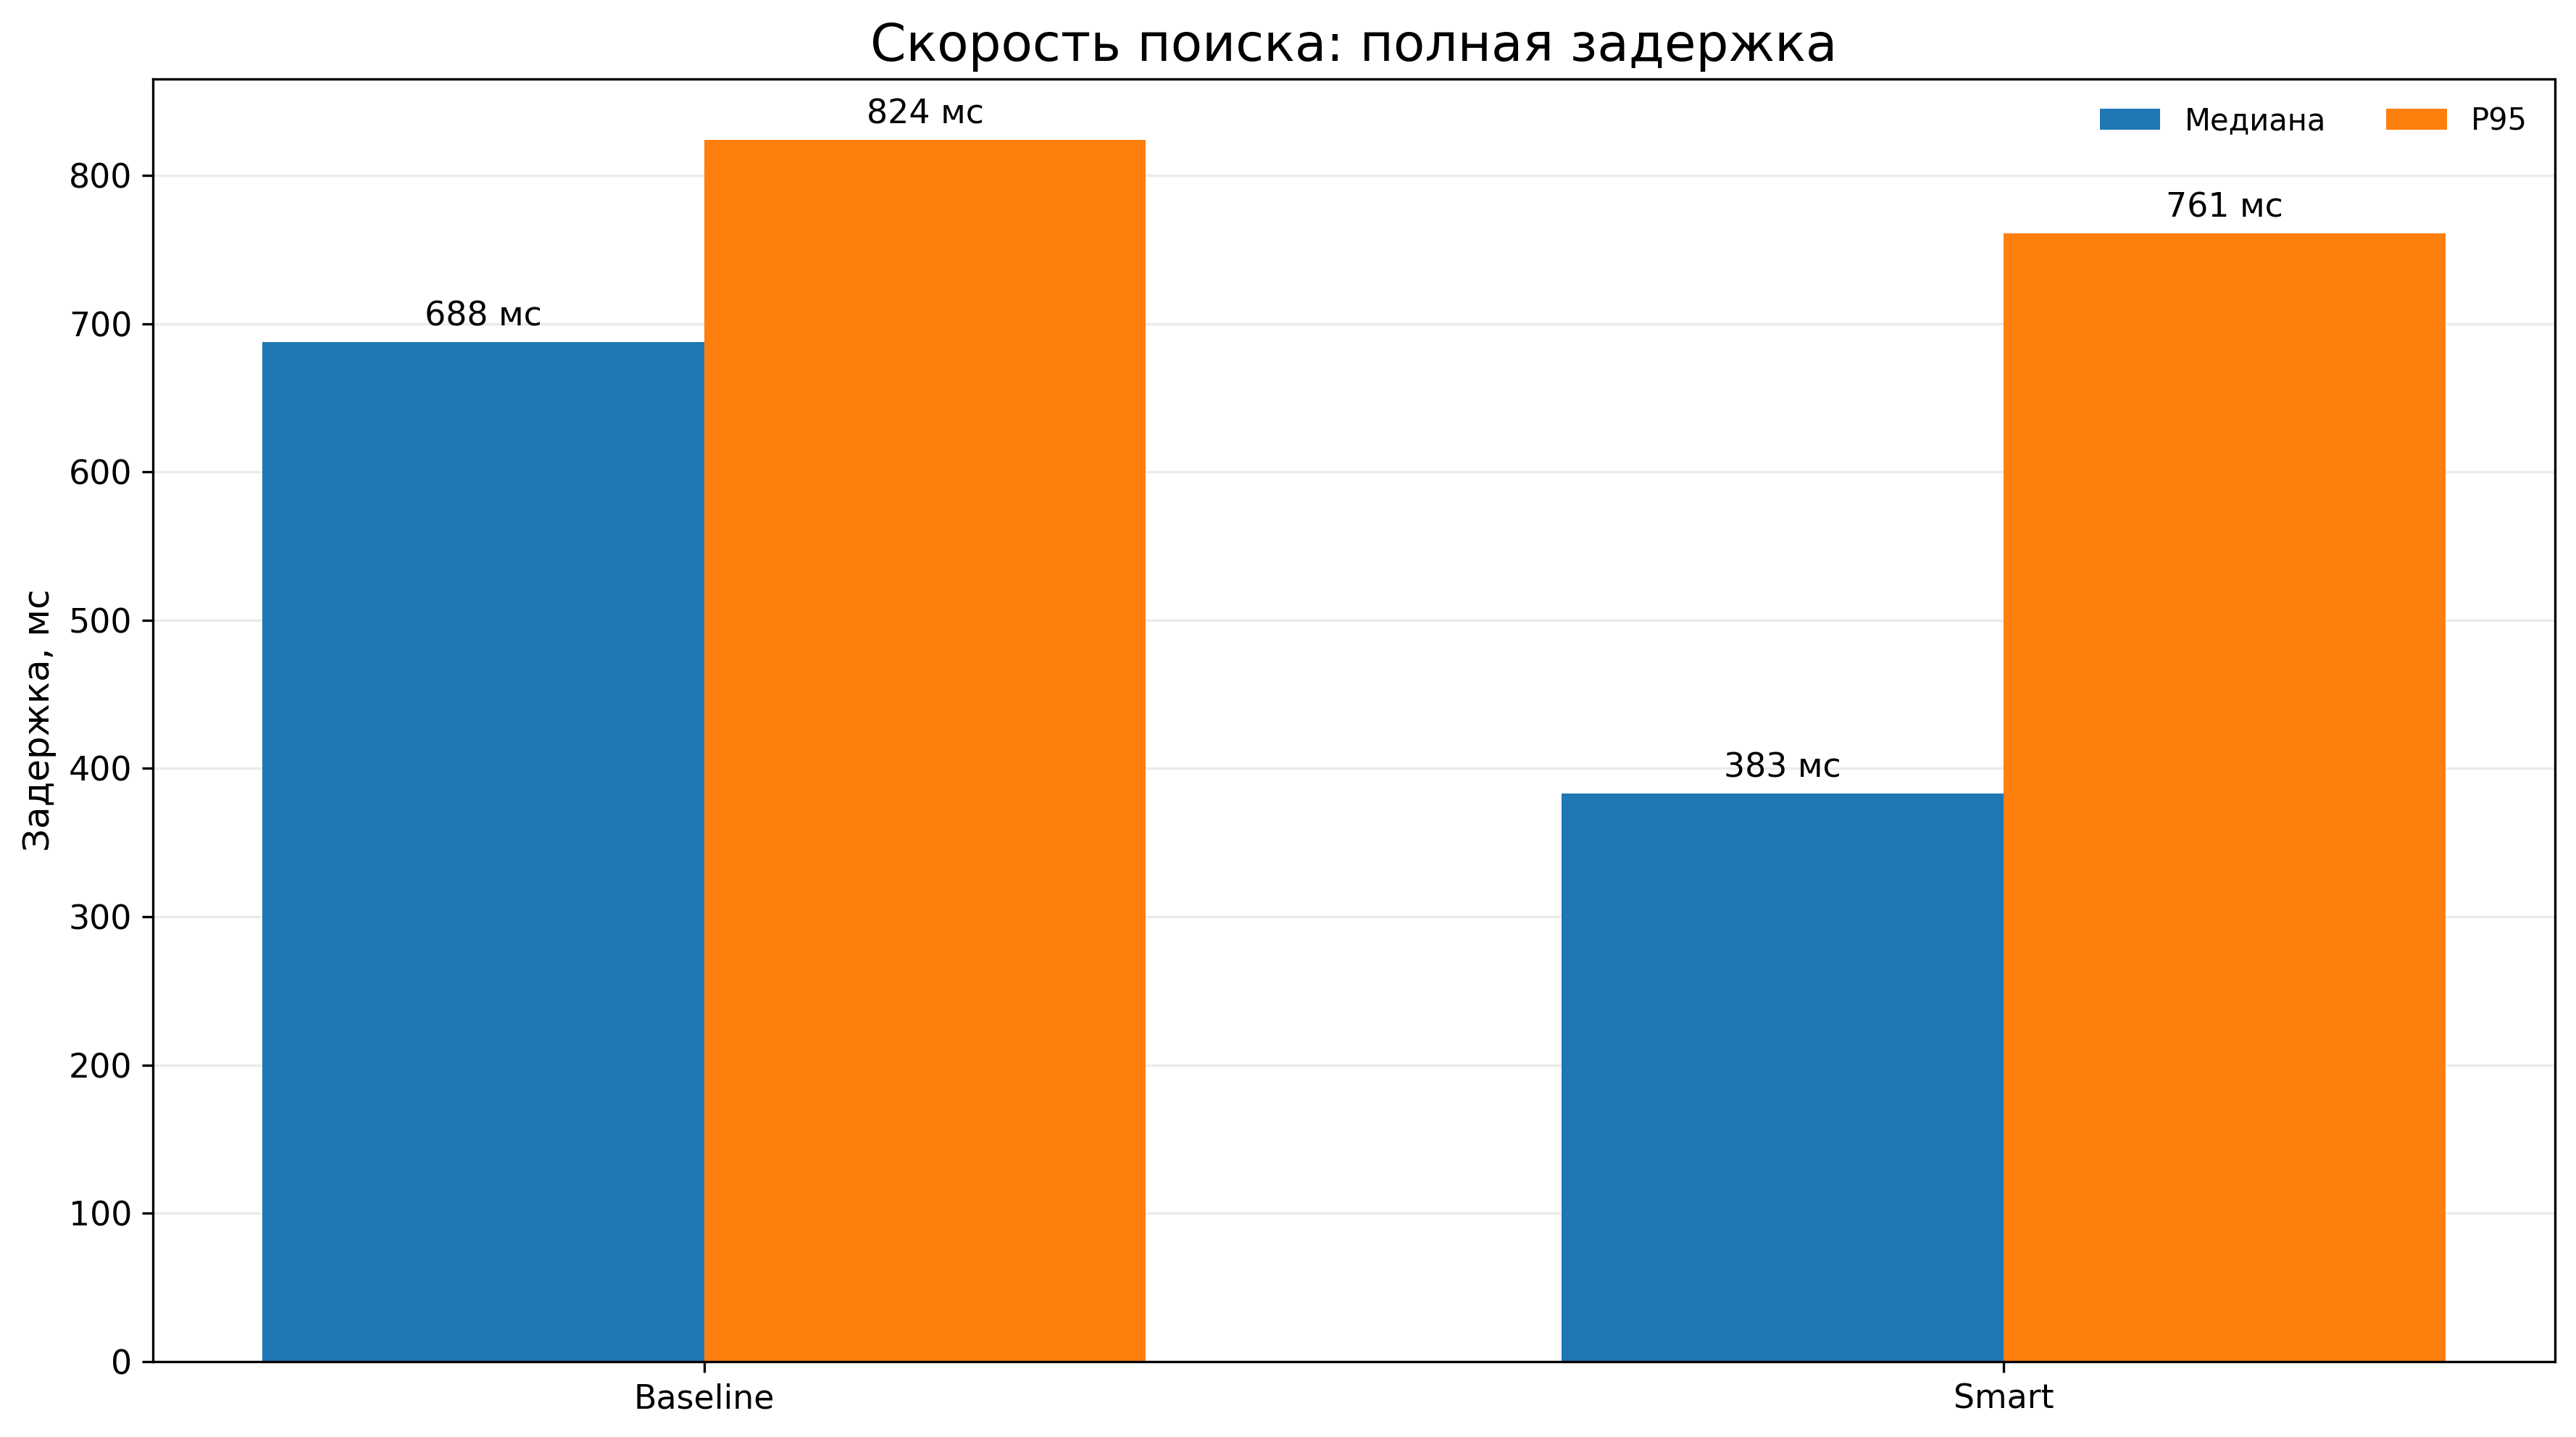 Скорость поиска: полная задержка
Медиана
P95
824 мс
761 мс
688 мс
383 мс
Задержка, мс
800
700
600
500
400
300
200
100
0
Baseline
Smart